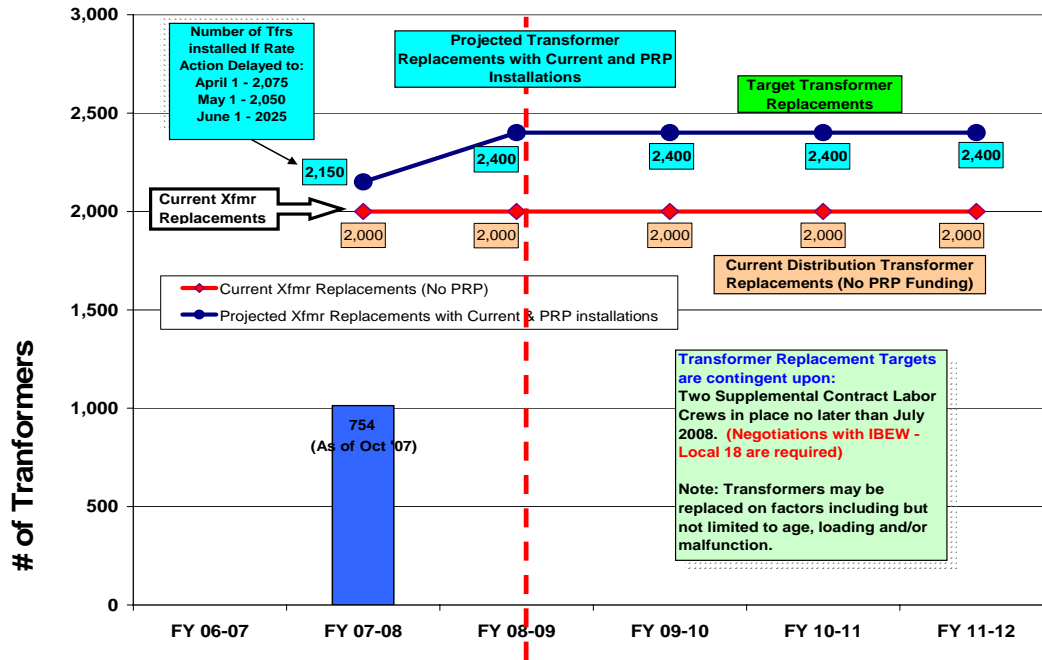 3,000
2,500
2,000
1,500
1,000
500
0
# of Tranformers
Number of Tfrs
installed If Rate
Action Delayed to:
April 1 - 2,075
May 1 - 2,050
June 1 - 2025
Projected Transformer
Replacements with Current and PRP
Installations
Target Transformer
Replacements
2,150
2,400
2,400
2,400
2,400
Current Xfmr
Replacements
2,000
2,000
2,000
2,000
2,000
Current Distribution Transformer
Replacements (No PRP Funding)
Current Xfmr Replacements (No PRP)
Projected Xfmr Replacements with Current & PRP installations
754
(As of Oct '07)
Transformer Replacement Targets
are contingent upon:
Two Supplemental Contract Labor
Crews in place no later than July
2008. (Negotiations with IBEW -
Local 18 are required)
Note: Transformers may be
replaced on factors including but
not limited to age, loading and/or
malfunction.
FY 06-07
FY 07-08
FY 08-09
FY 09-10
FY 10-11
FY 11-12